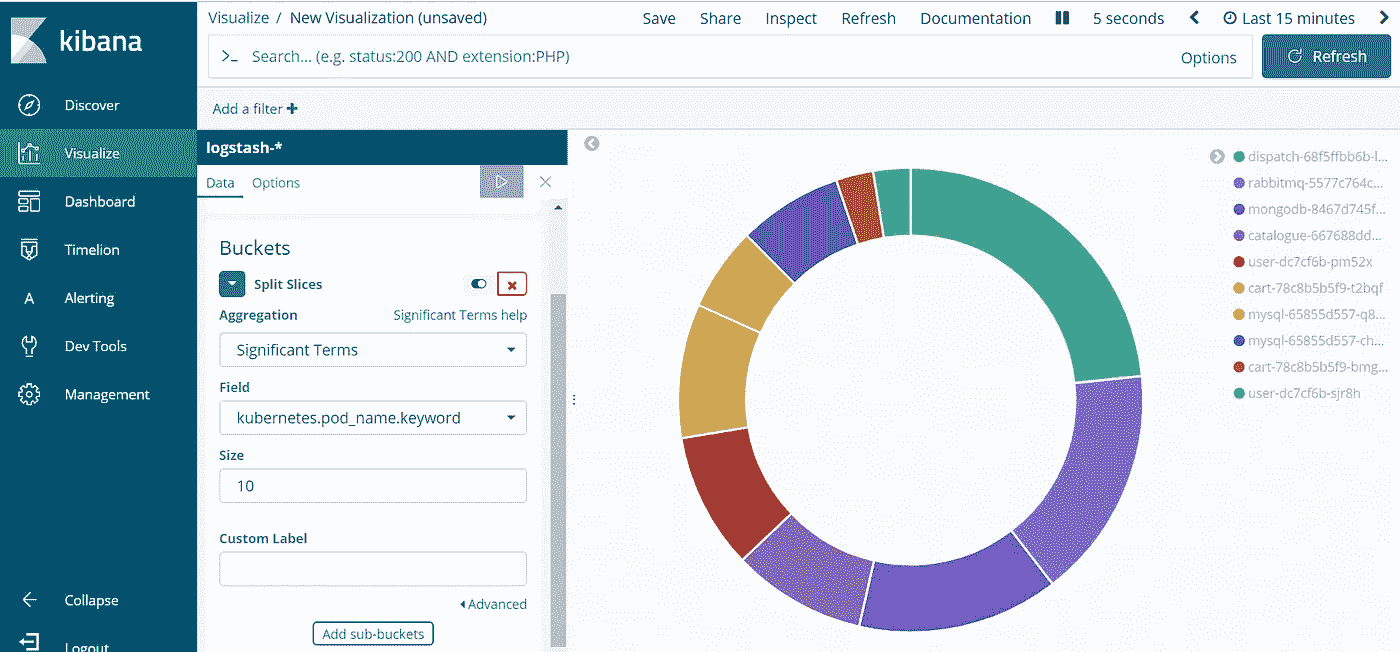 kibana
Discover
Visualize
Dashboard
Timelion
Alerting
Dev Tools
Management
Collapse
Logout
Visualize / New Visualization (unsaved)
Save Share Inspect Refresh Documentation 5 seconds Last 15 minutes
>_ Search... (e.g. status:200 AND extension:PHP) Options Refresh
Add a filter +
logstash-*
Data Options
Buckets
Split Slices
Aggregation Significant Terms help
Significant Terms
Field
kubernetes.pod_name.keyword
Size
10
Custom Label
Advanced
Add sub-buckets
dispatch-68f5ffbb6b-l...
rabbitmq-5577c764c...
mongodb-8467d745f...
catalogue-667688dd...
user-dc7cf6b-pm52x
cart-78c8b5b5f9-t2bqf
mysql-65855d557-q8...
mysql-65855d557-ch...
cart-78c8b5b5f9-bmg...
user-dc7cf6b-sjr8h